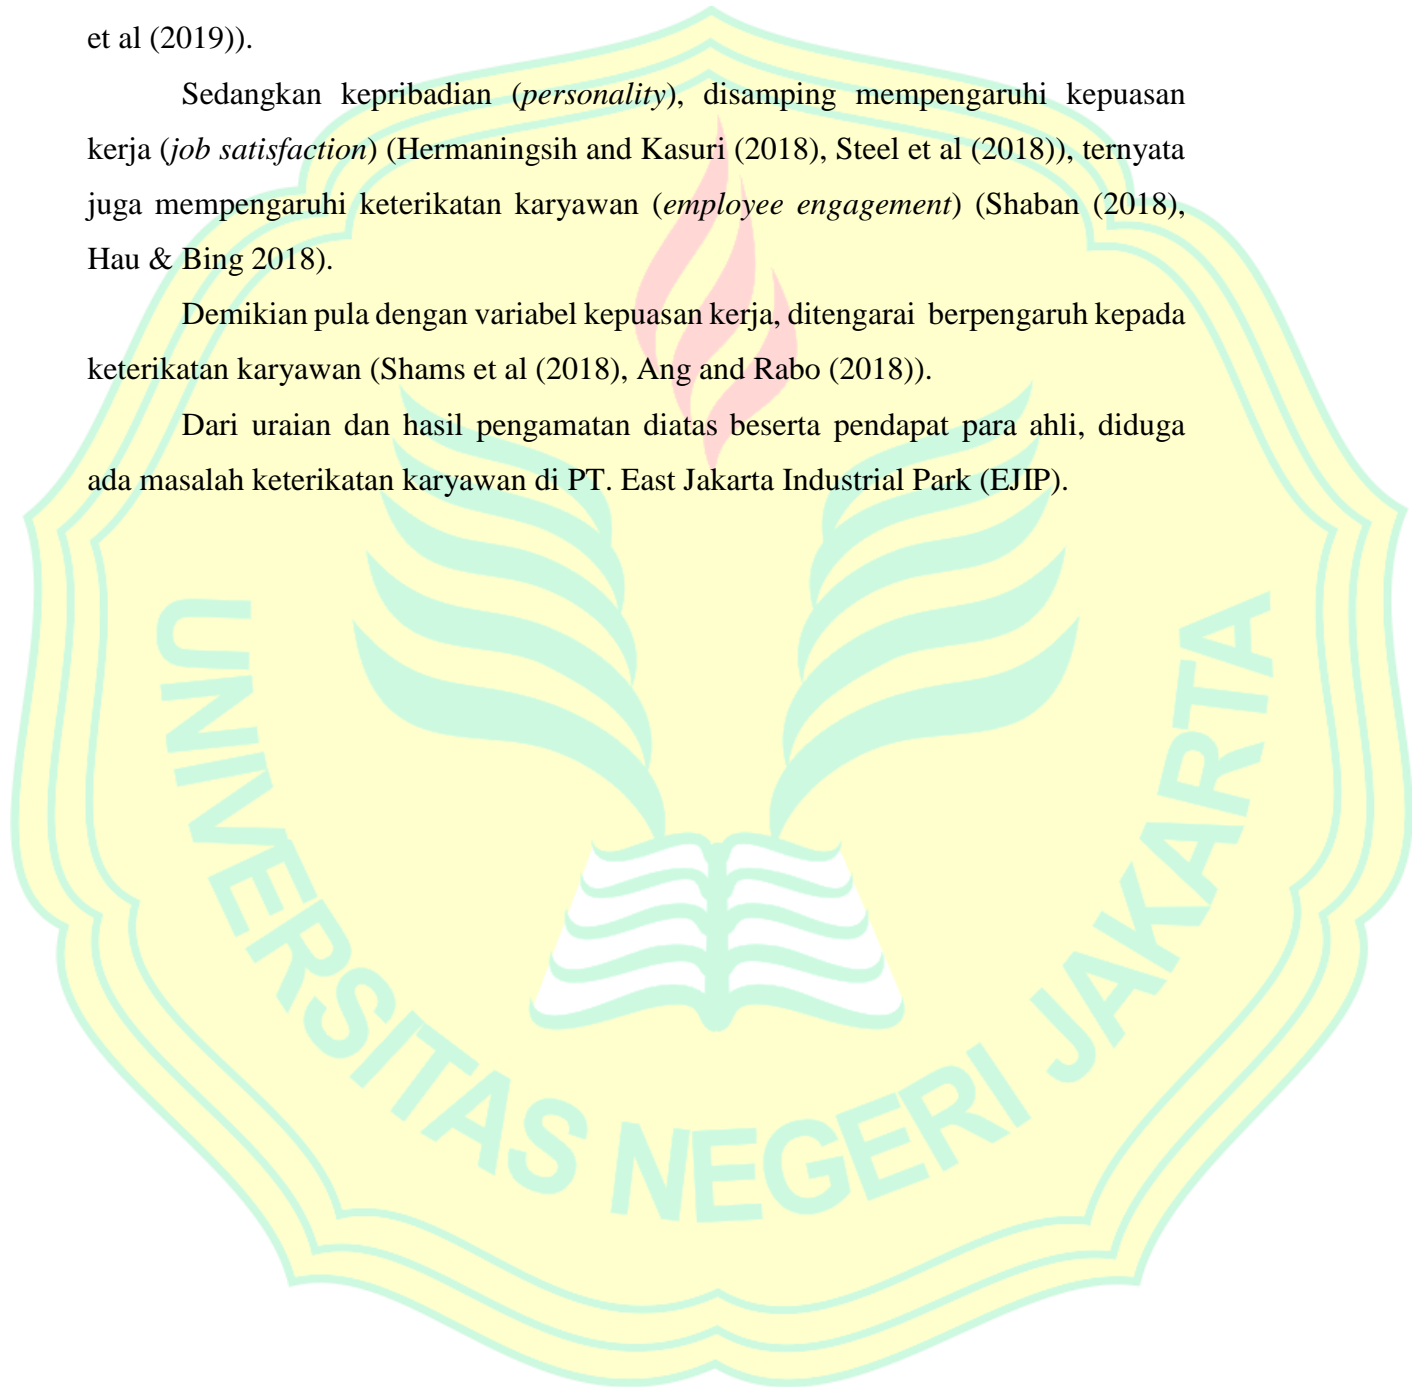 et al (2019)).
Sedangkan kepribadian (personality), disamping mempengaruhi kepuasan
kerja (job satisfaction) (Hermaningsih and Kasuri (2018), Steel et al (2018)), ternyata
juga mempengaruhi keterikatan karyawan (employee engagement) (Shaban (2018),
Hau & Bing 2018).
Demikian pula dengan variabel kepuasan kerja, ditengarai  berpengaruh kepada
keterikatan karyawan (Shams et al (2018), Ang and Rabo (2018)).
Dari uraian dan hasil pengamatan diatas beserta pendapat para ahli, diduga
ada masalah keterikatan karyawan di PT. East Jakarta Industrial Park (EJIP).
UNIVERSITAS NEGERI JAKARTA